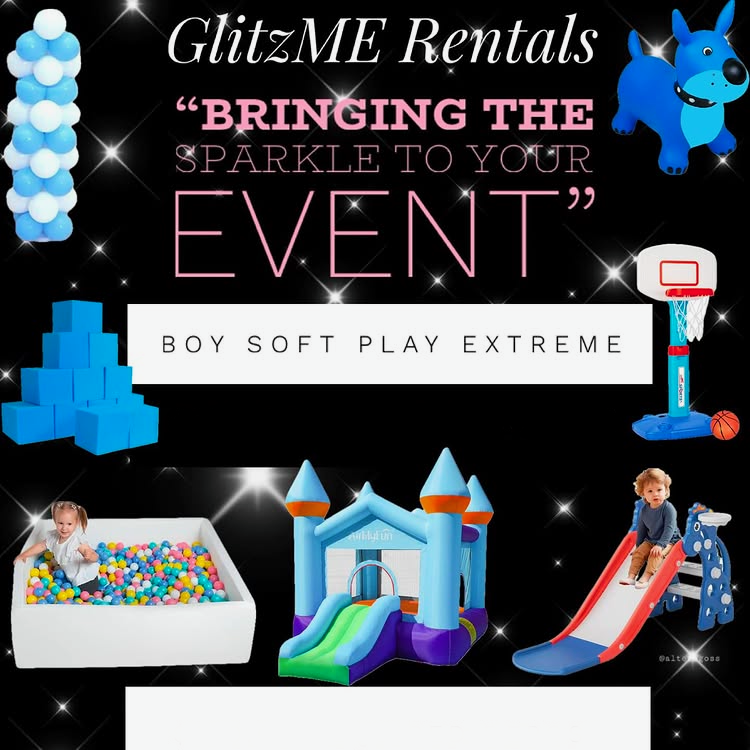 GlitzME Rentals
“BRINGING THE
SPARKLE TO YOUR
EVENT”
BOY SOFT PLAY EXTREME